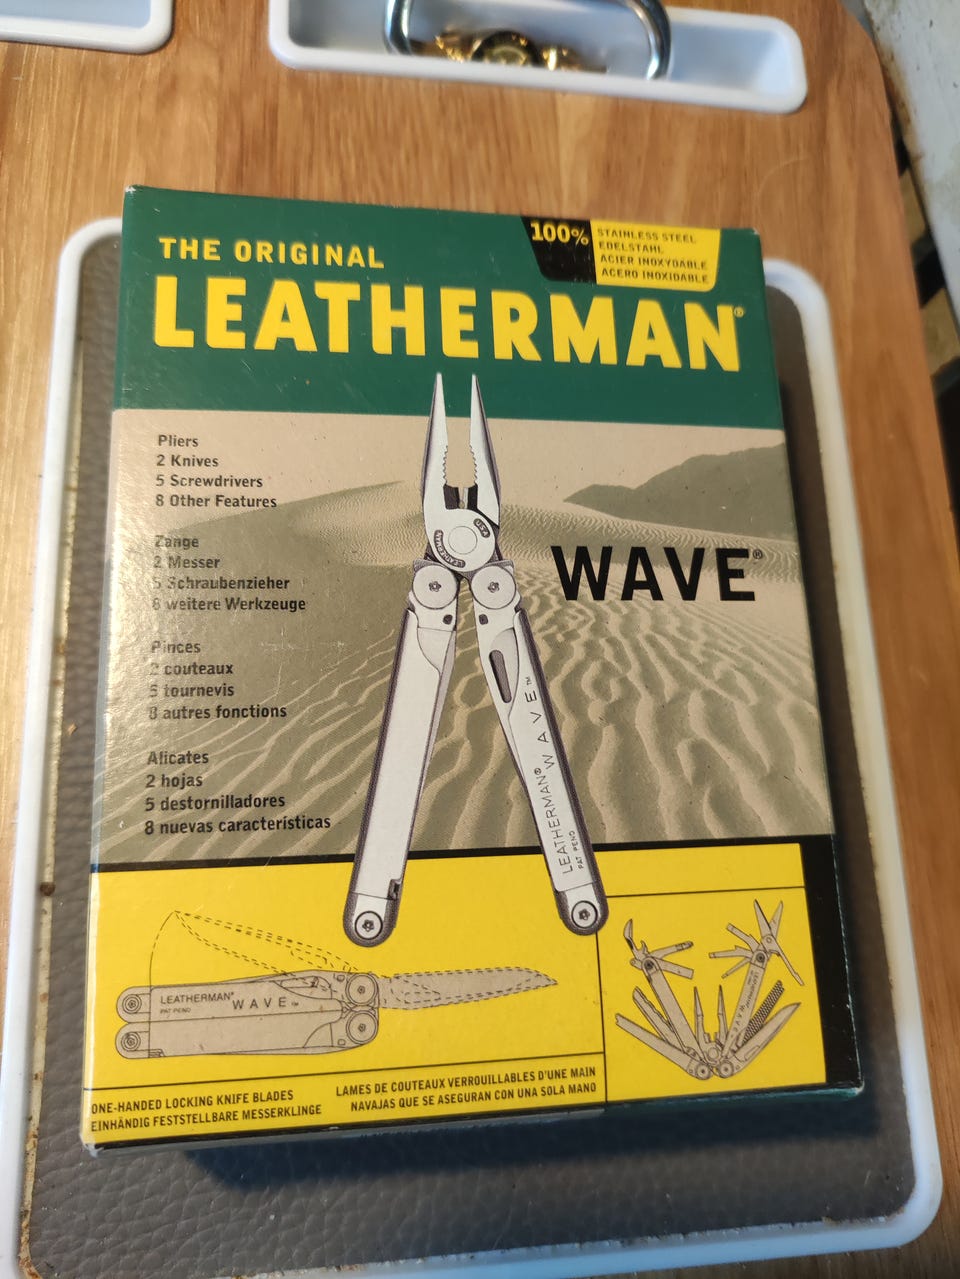 THE ORIGINAL
LEATHERMAN®
100%
STAINLESS STEEL
EDELSTAHL
ACIER INOXYDABLE
ACERO INOXIDABLE
Pliers
2 Knives
5 Screwdrivers
8 Other Features
Zange
2 Messer
5 Schraubenzieher
8 weitere Werkzeuge
Pinces
2 couteaux
5 tournevis
8 autres fonctions
Alicates
2 hojas
5 destornilladores
8 nuevas características
WAVE®
LEATHERMAN® WAVE™
PAT PEND
LEATHERMAN® WAVE™
PAT PEND
ONE-HANDED LOCKING KNIFE BLADES
EINHÄNDIG FESTSTELLBARE MESSERKLINGE
LAMES DE COUTEAUX VERROUILLABLES D'UNE MAIN
NAVAJAS QUE SE ASEGURAN CON UNA SOLA MANO